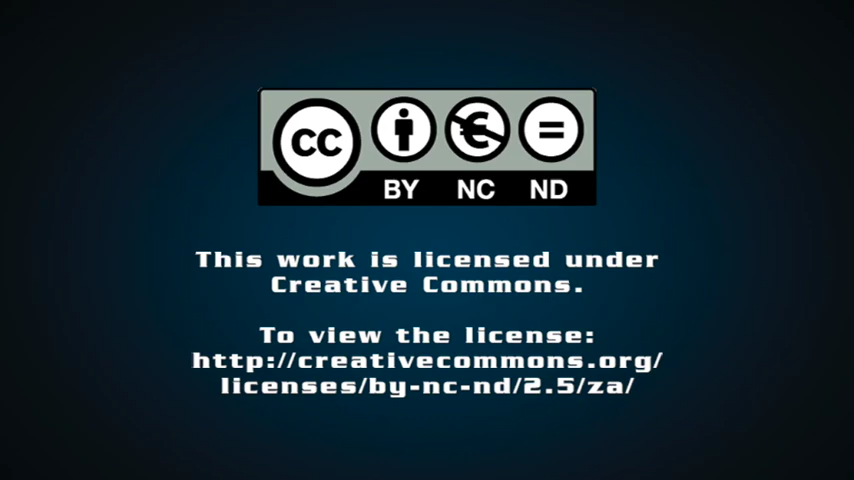 CC
BY NC ND
This work is licensed under
Creative Commons.
To view the license:
http://creativecommons.org/
licenses/by-nc-nd/2.5/za/